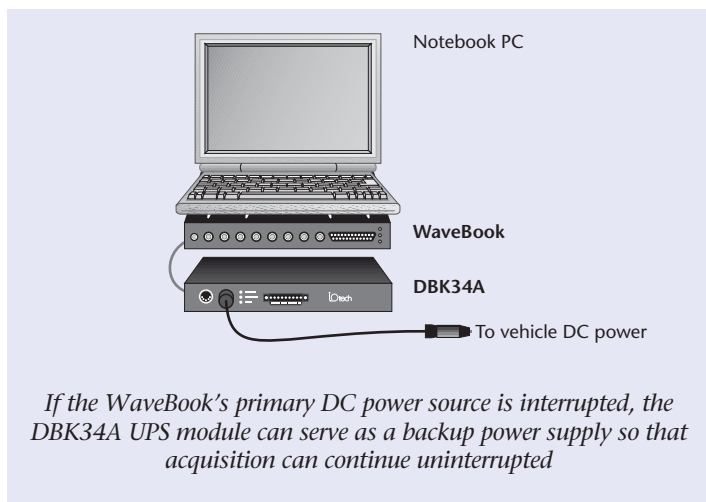 Notebook PC
WaveBook
DBK34A
IOtech
To vehicle DC power
If the WaveBook's primary DC power source is interrupted, the
DBK34A UPS module can serve as a backup power supply so that
acquisition can continue uninterrupted